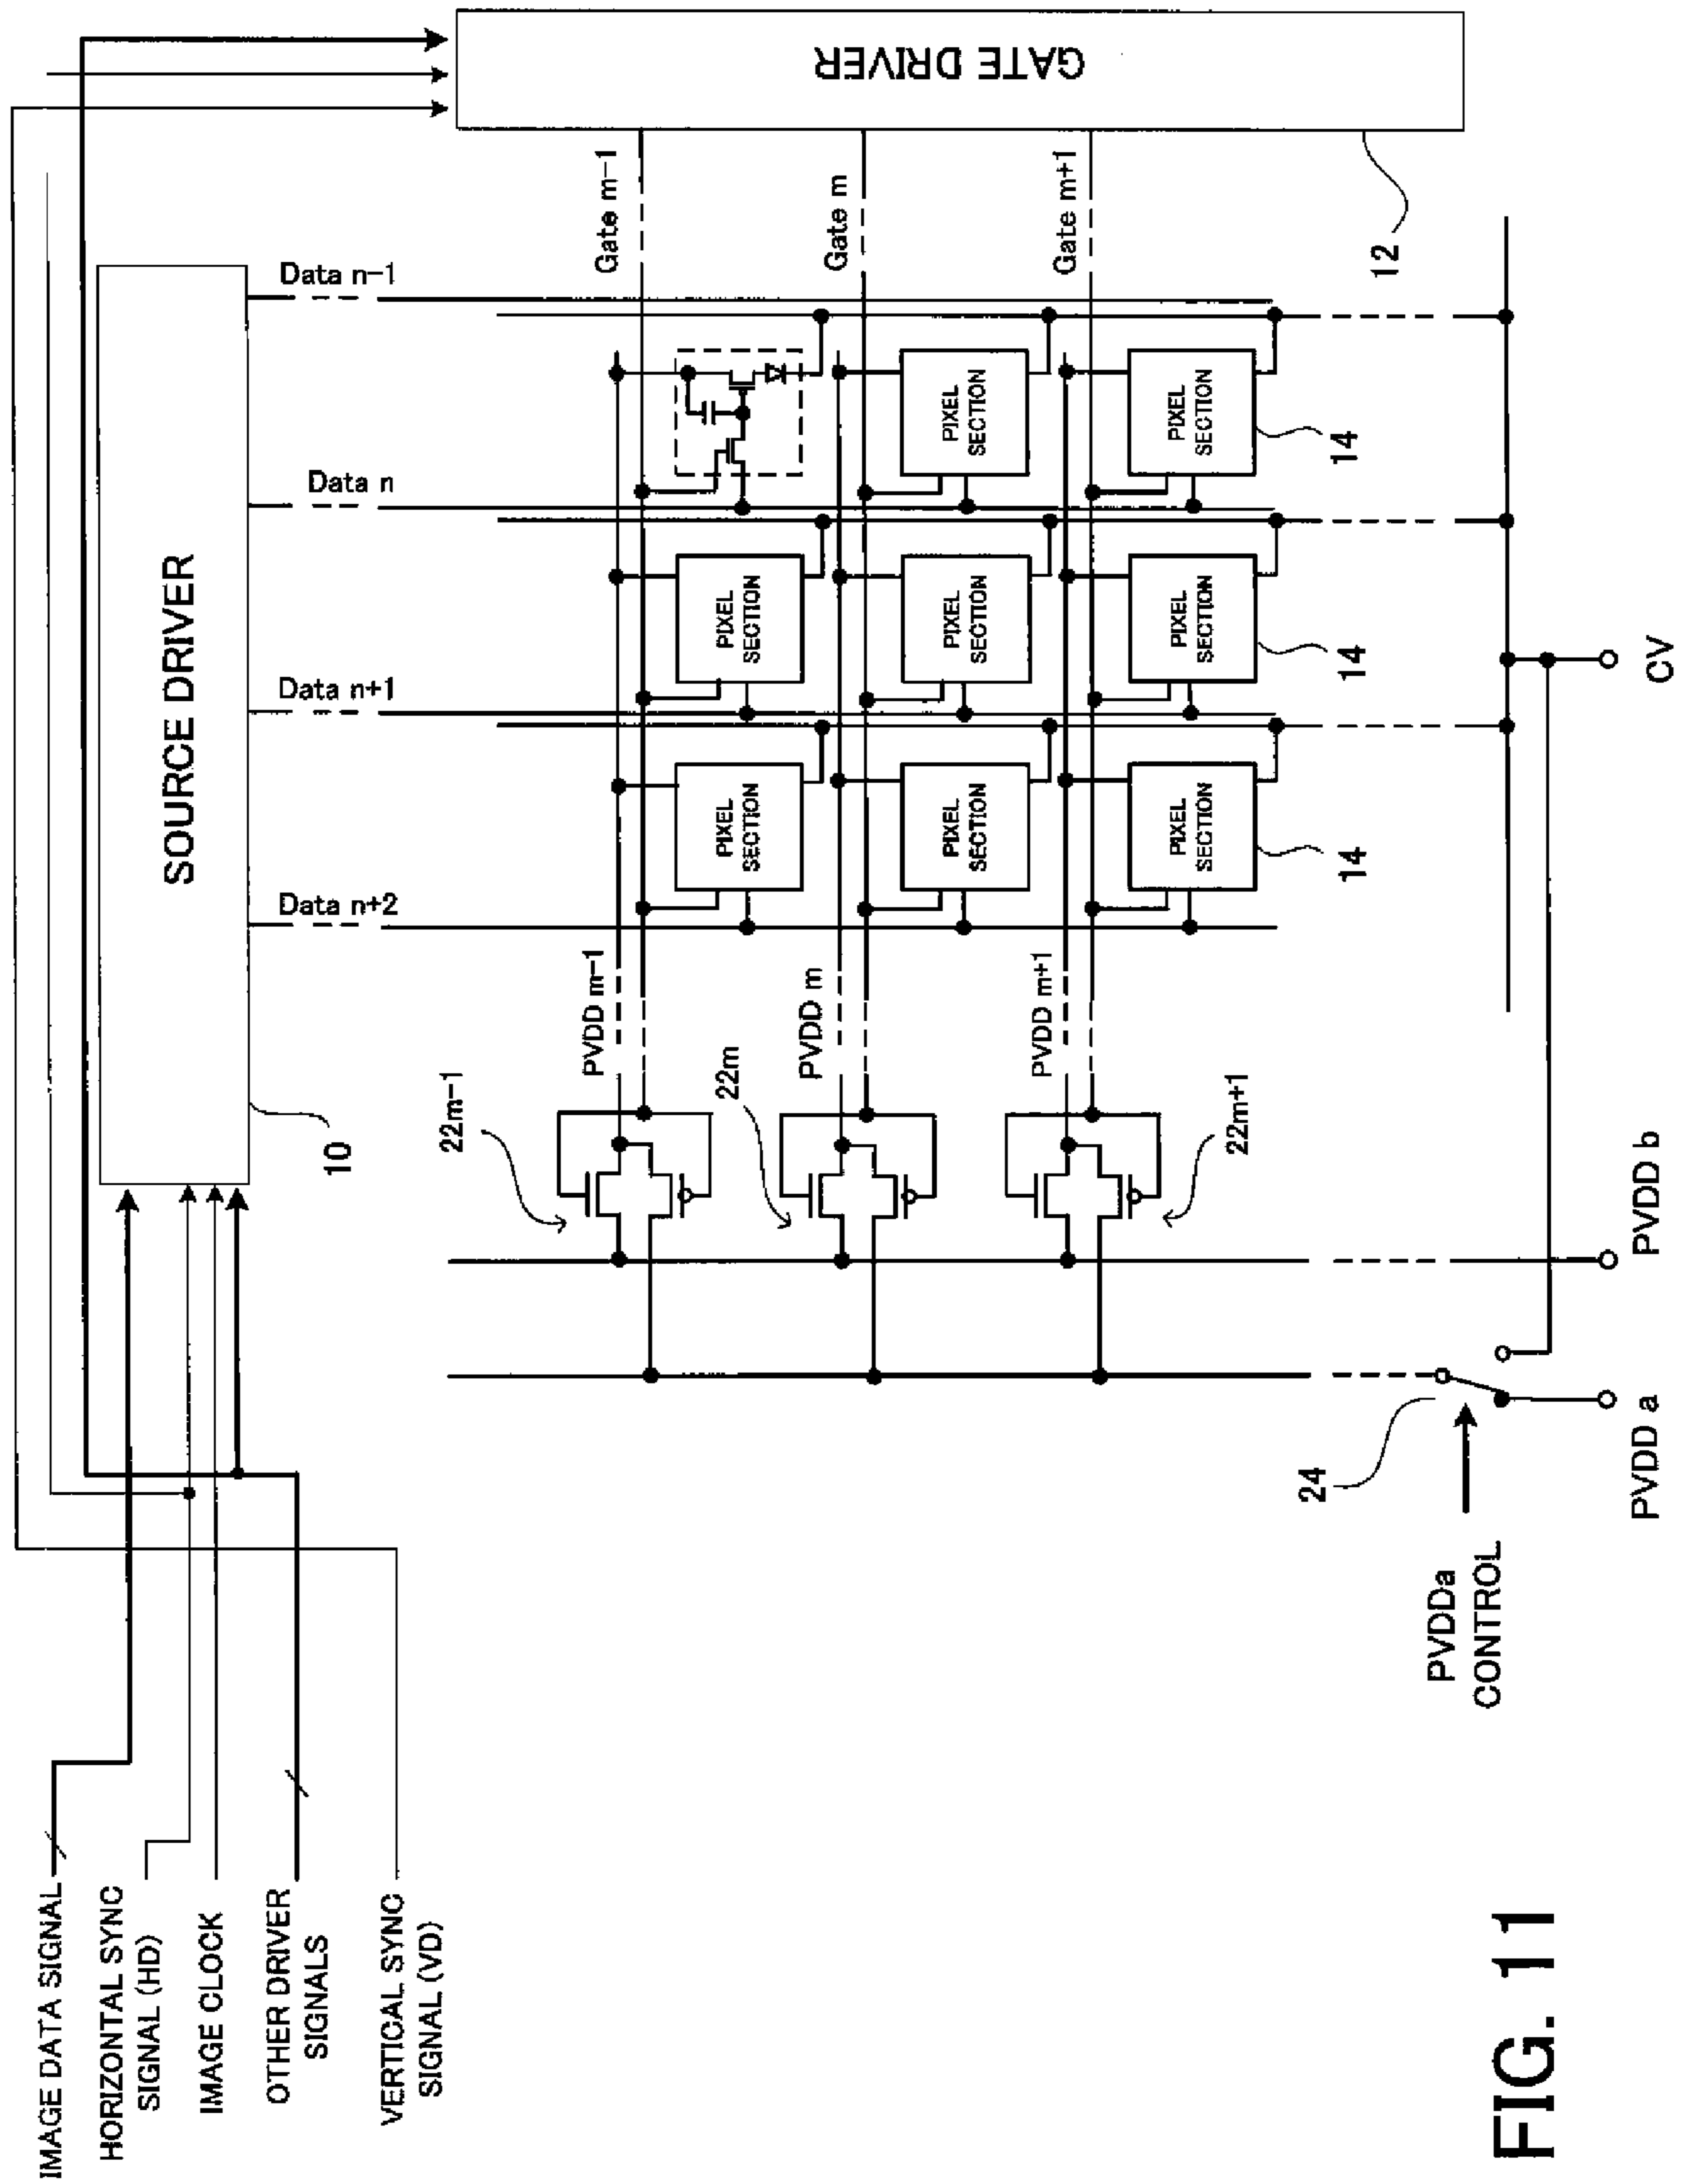 IMAGE DATA SIGNAL
HORIZONTAL SYNC
SIGNAL (HD)
IMAGE CLOCK
OTHER DRIVER
SIGNALS
VERTICAL SYNC
SIGNAL (VD)
SOURCE DRIVER
10
GATE DRIVER
12
Data n-1
Data n
Data n+1
Data n+2
Gate m-1
Gate m
Gate m+1
PIXEL
SECTION
PIXEL
SECTION
14
PIXEL
SECTION
PIXEL
SECTION
PIXEL
SECTION
14
PIXEL
SECTION
PIXEL
SECTION
PIXEL
SECTION
14
PVDD m-1
PVDD m
PVDD m+1
22m-1
22m
22m+1
24
PVDDa
CONTROL
PVDD a
PVDD b
CV
FIG. 11